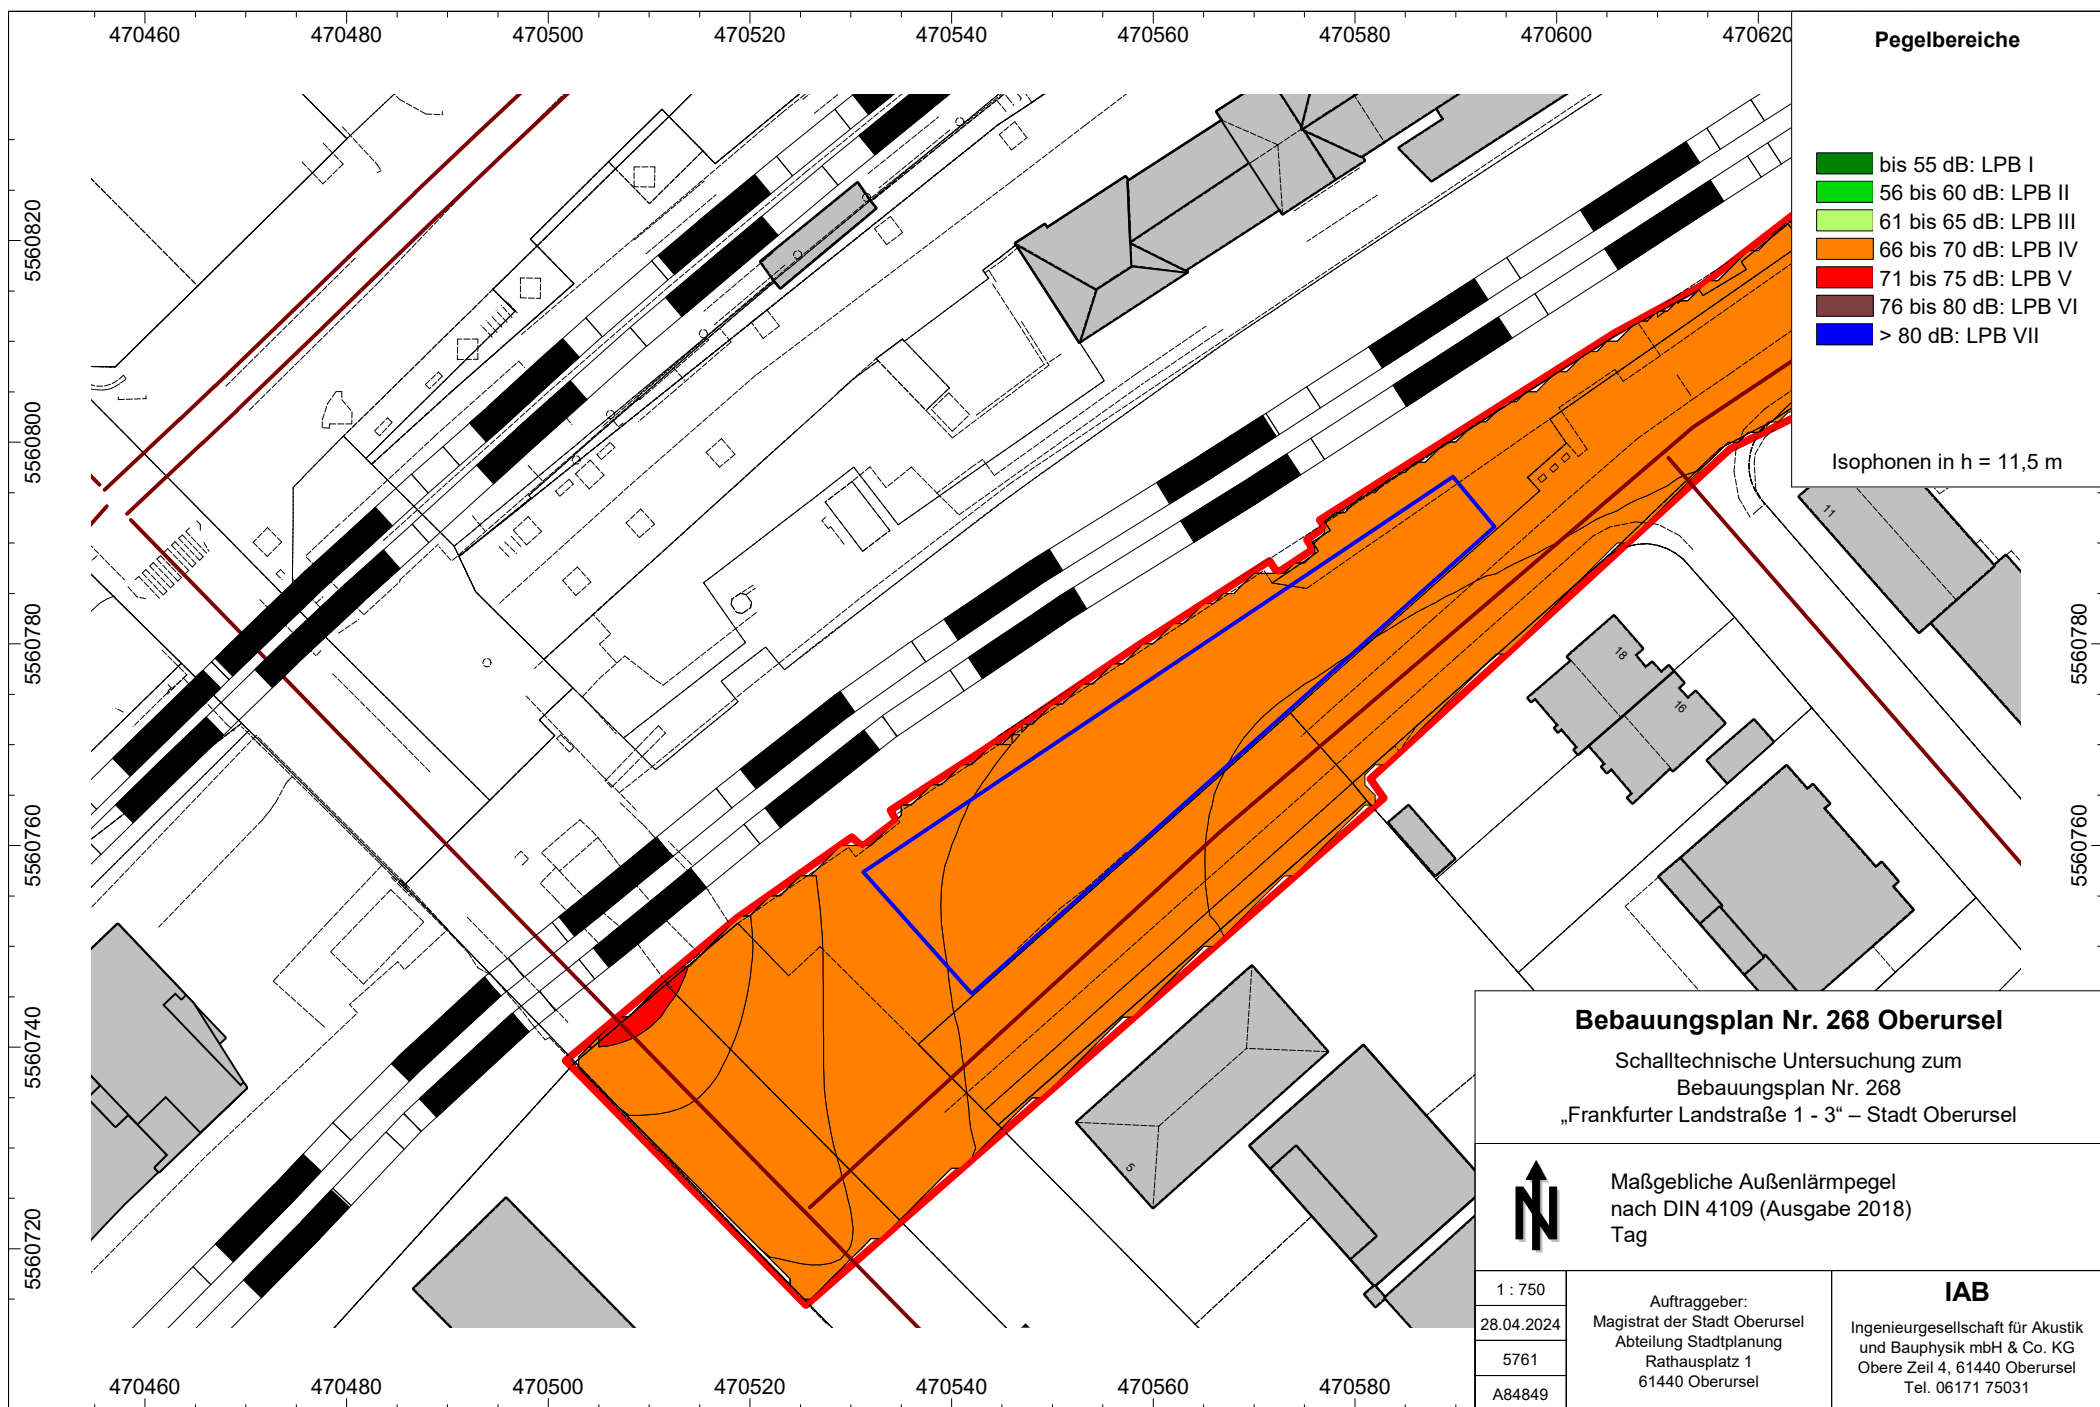 470460 470480 470500 470520 470540 470560 470580 470600 470620
Pegelbereiche
bis 55 dB: LPB I
56 bis 60 dB: LPB II
61 bis 65 dB: LPB III
66 bis 70 dB: LPB IV
71 bis 75 dB: LPB V
76 bis 80 dB: LPB VI
> 80 dB: LPB VII
Isophonen in h = 11,5 m
5560820
5560800
5560780
5560760
5560740
5560720
5560780
5560760
11
18
16
5
Bebauungsplan Nr. 268 Oberursel
Schalltechnische Untersuchung zum
Bebauungsplan Nr. 268
„Frankfurter Landstraße 1 - 3“ – Stadt Oberursel
N
Maßgebliche Außenlärmpegel
nach DIN 4109 (Ausgabe 2018)
Tag
1 : 750
28.04.2024
5761
A84849
Auftraggeber:
Magistrat der Stadt Oberursel
Abteilung Stadtplanung
Rathausplatz 1
61440 Oberursel
IAB
Ingenieurgesellschaft für Akustik
und Bauphysik mbH & Co. KG
Obere Zeil 4, 61440 Oberursel
Tel. 06171 75031
470460 470480 470500 470520 470540 470560 470580